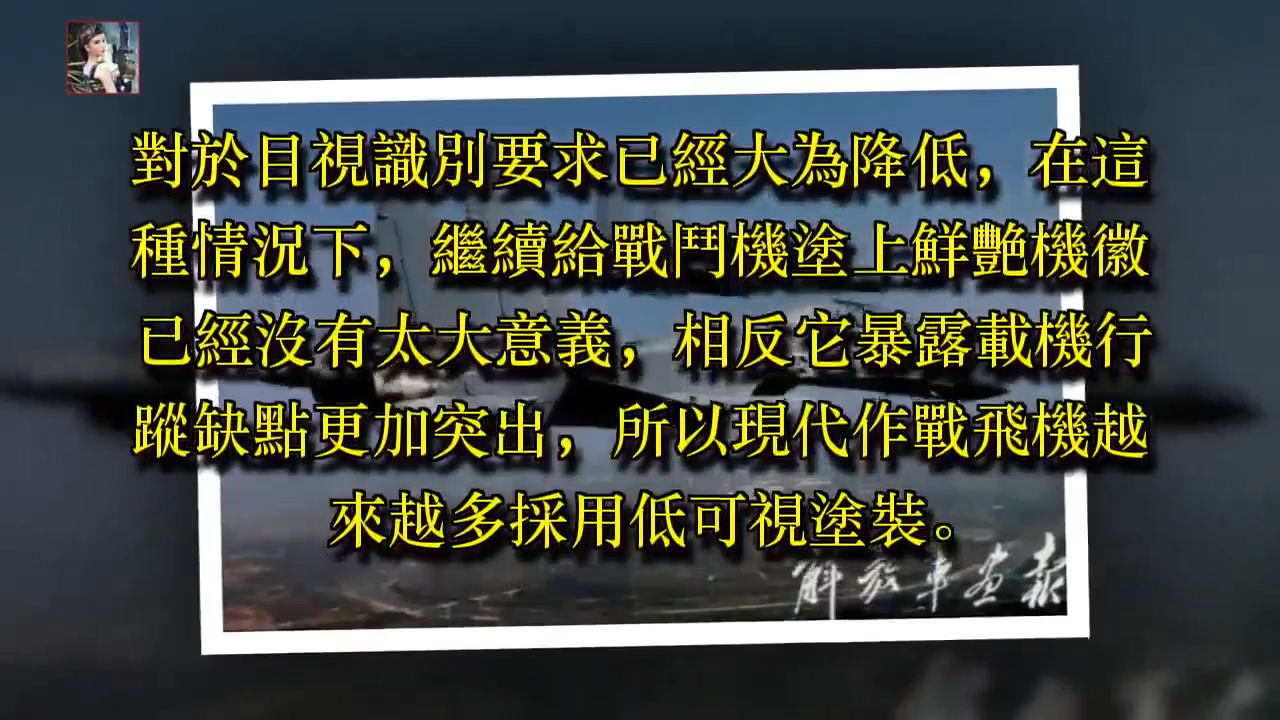 對於目視識別要求已經大為降低，在這
種情況下，繼續給戰鬥機塗上鮮艷機徽
已經沒有太大意義，相反它暴露載機行
蹤缺點更加突出，所以現代作戰飛機越
來越多採用低可視塗裝。
解放军画报